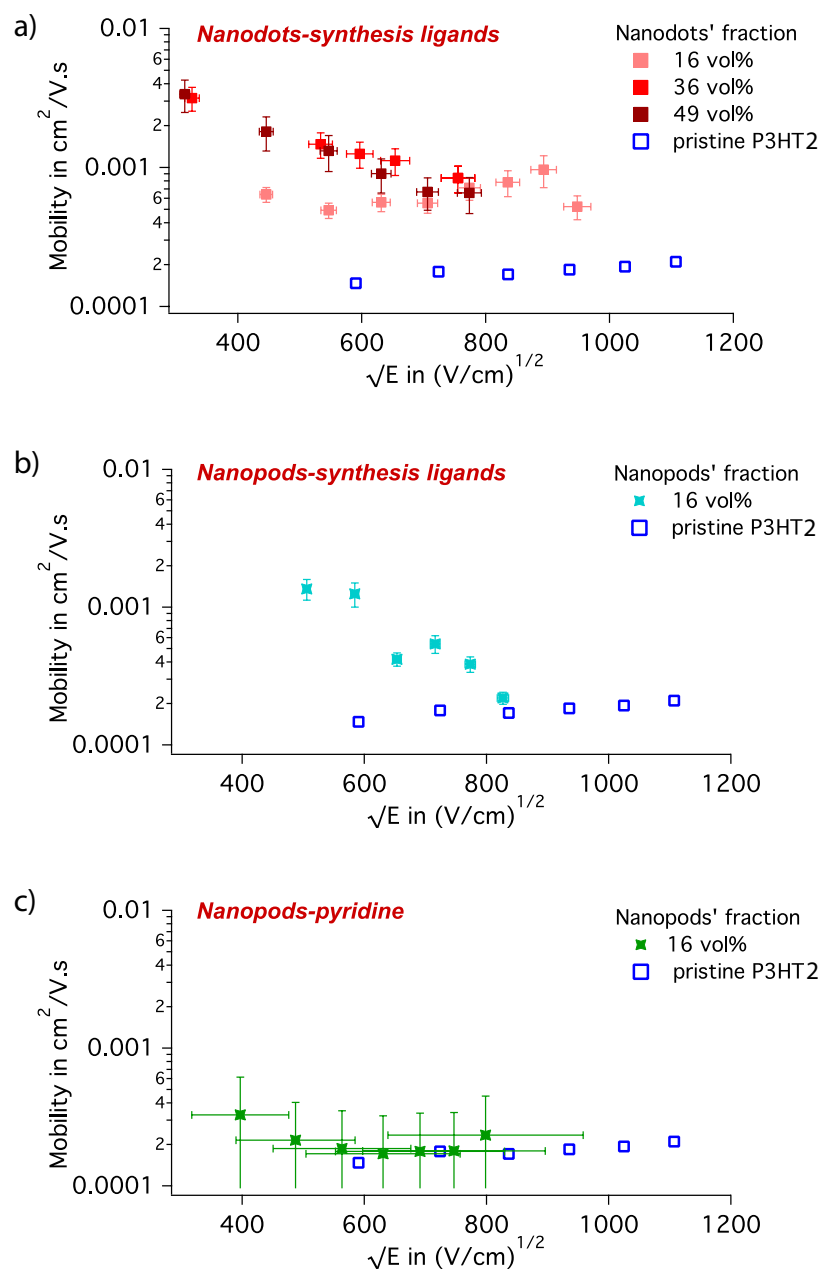 a)
Nanodots-synthesis ligands
Nanodots' fraction
16 vol%
36 vol%
49 vol%
pristine P3HT2
Mobility in cm2/V.s
0.01
6
4
2
0.001
6
4
2
0.0001
400 600 800 1000 1200
√E in (V/cm)1/2
b)
Nanopods-synthesis ligands
Nanopods' fraction
16 vol%
pristine P3HT2
Mobility in cm2/V.s
0.01
6
4
2
0.001
6
4
2
0.0001
400 600 800 1000 1200
√E in (V/cm)1/2
c)
Nanopods-pyridine
Nanopods' fraction
16 vol%
pristine P3HT2
Mobility in cm2/V.s
0.01
6
4
2
0.001
6
4
2
0.0001
400 600 800 1000 1200
√E in (V/cm)1/2